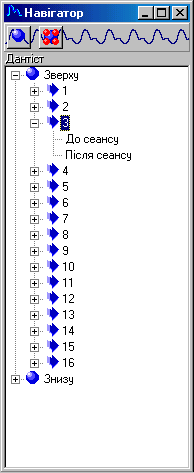 Навігатор
Дантіст
Зверху
1
2
3
До сеансу
Після сеансу
4
5
6
7
8
9
10
11
12
13
14
15
16
Знизу